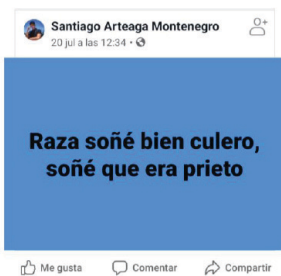 Santiago Arteaga Montenegro
20 jul a las 12:34 •
Raza soñé bien culero,
soñé que era prieto
Me gusta
Comentar
Compartir